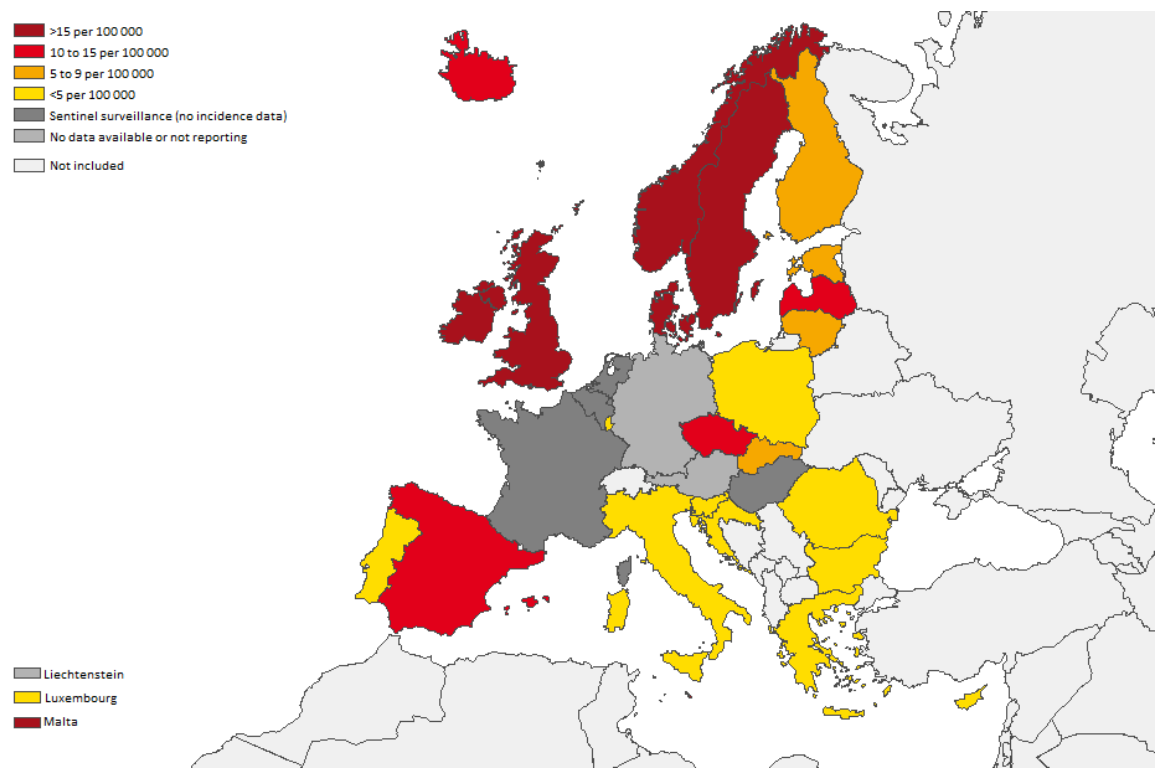 >15 per 100 000
10 to 15 per 100 000
5 to 9 per 100 000
<5 per 100 000
Sentinel surveillance (no incidence data)
No data available or not reporting
Not included
Liechtenstein
Luxembourg
Malta